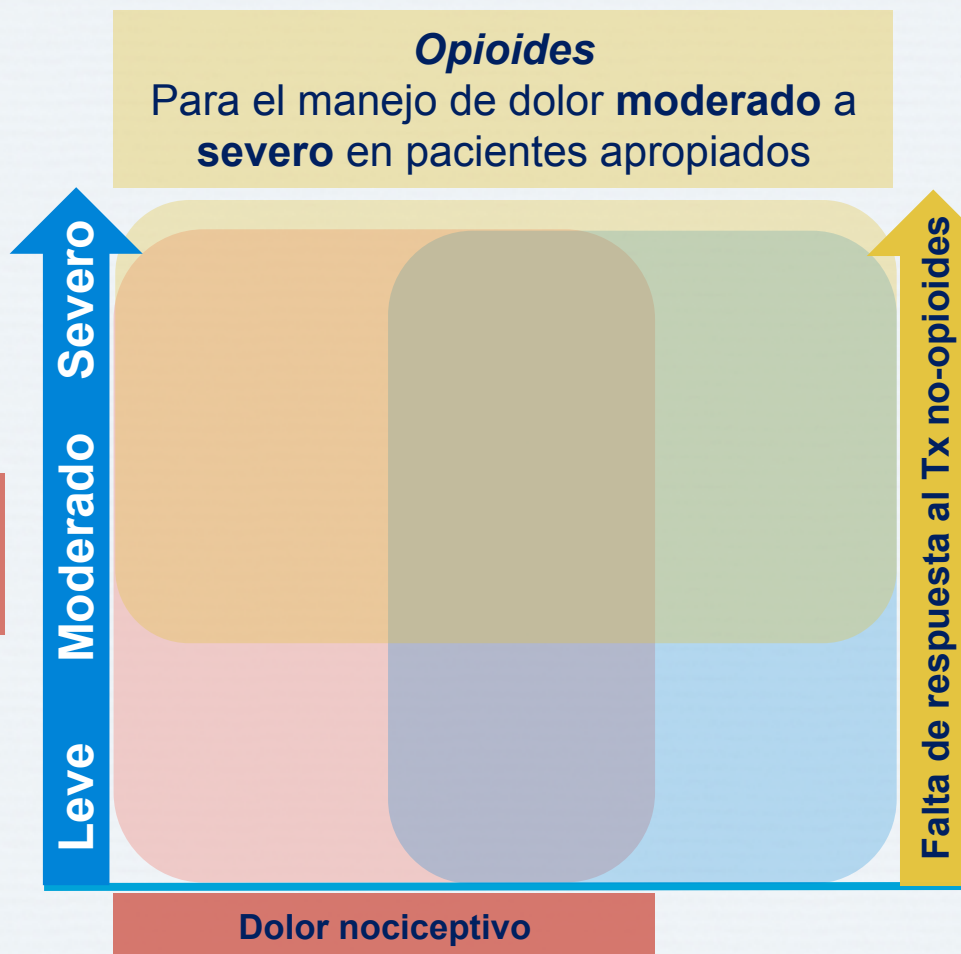 Opioides
Para el manejo de dolor moderado a
severo en pacientes apropiados
Severo
Moderado
Leve
Falta de respuesta al Tx no-opioides
Dolor nociceptivo